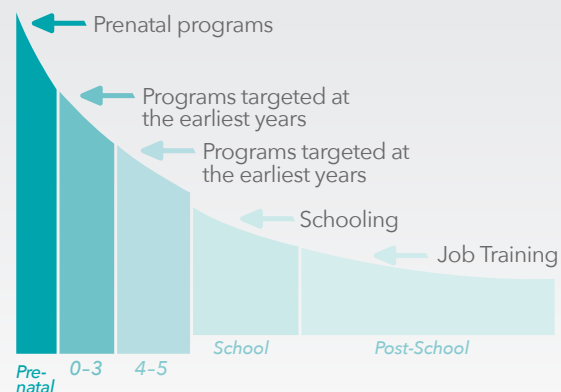 Prenatal programs
Programs targeted at
the earliest years
Programs targeted at
the earliest years
Schooling
Job Training
Pre-
natal
0–3
4–5
School
Post-School